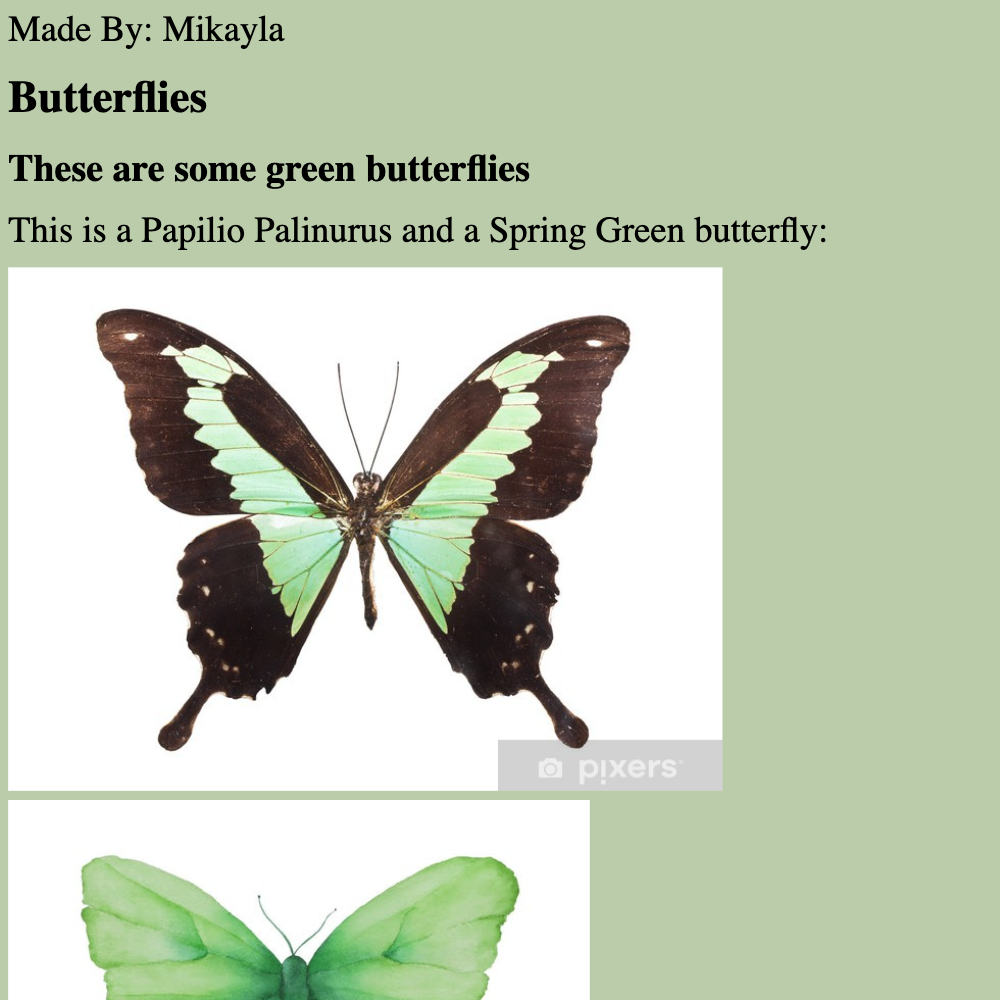 Made By: Mikayla
Butterflies
These are some green butterflies
This is a Papilio Palinurus and a Spring Green butterfly:
pixers